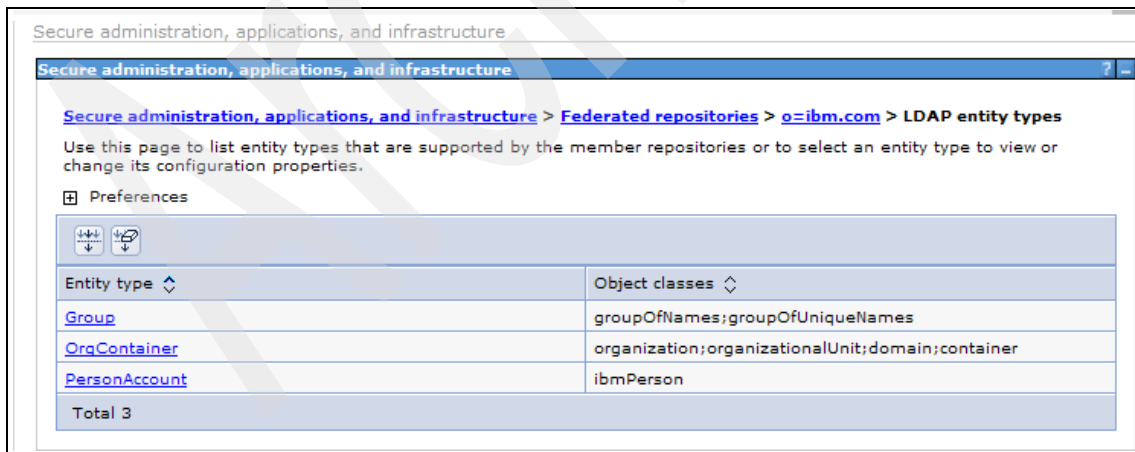 Secure administration, applications, and infrastructure
Secure administration, applications, and infrastructure ? -
Secure administration, applications, and infrastructure > Federated repositories > o=ibm.com > LDAP entity types
Use this page to list entity types that are supported by the member repositories or to select an entity type to view or
change its configuration properties.
+ Preferences
Entity type Object classes
Group groupOfNames;groupOfUniqueNames
OrgContainer organization;organizationalUnit;domain;container
PersonAccount ibmPerson
Total 3